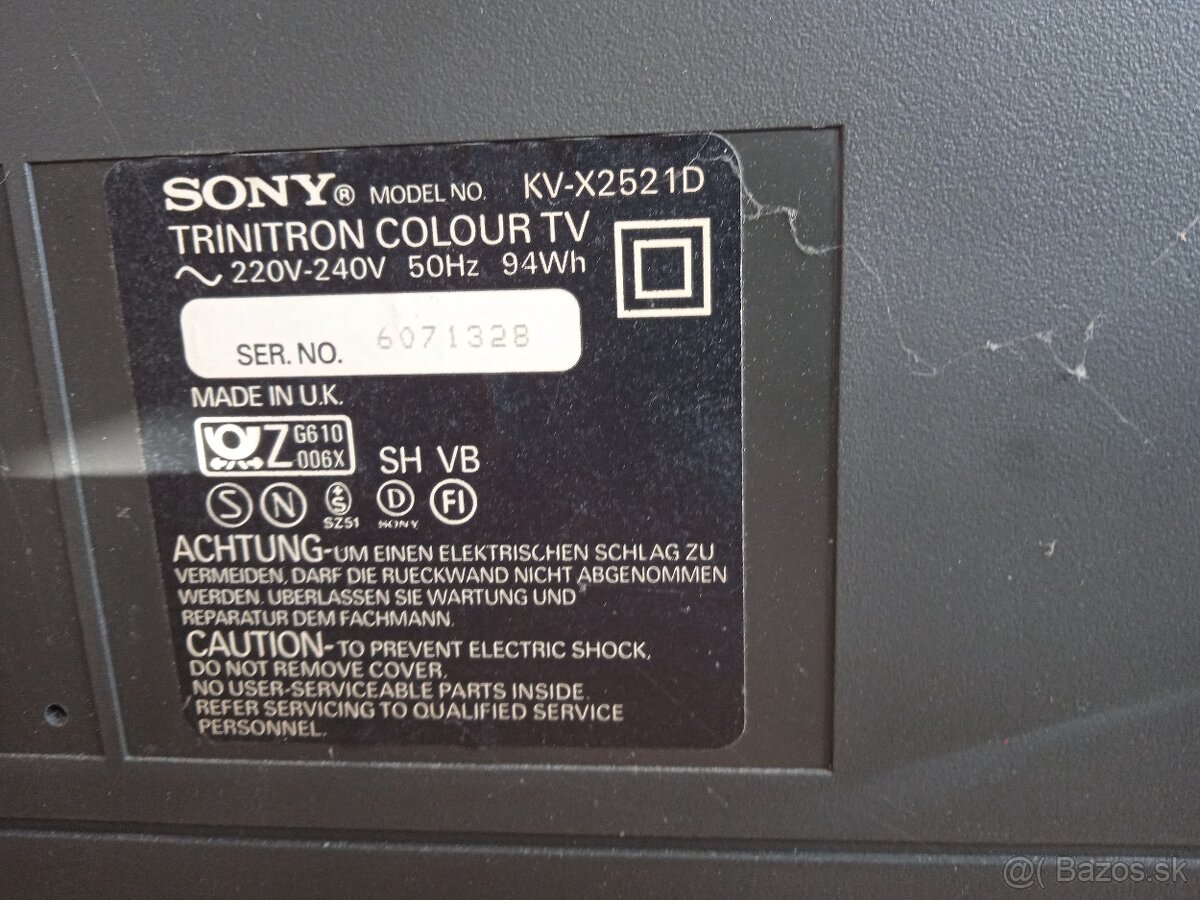 SONY® MODEL NO. KV-X2521D
TRINITRON COLOUR TV
~ 220V-240V 50Hz 94Wh
SER. NO. 6071328
MADE IN U.K.
Z G610 006X
SH VB
S N S D FI
SZ51 SONY
ACHTUNG-UM EINEN ELEKTRISCHEN SCHLAG ZU
VERMEIDEN, DARF DIE RUECKWAND NICHT ABGENOMMEN
WERDEN. UBERLASSEN SIE WARTUNG UND
REPARATUR DEM FACHMANN.
CAUTION-TO PREVENT ELECTRIC SHOCK,
DO NOT REMOVE COVER.
NO USER-SERVICEABLE PARTS INSIDE.
REFER SERVICING TO QUALIFIED SERVICE
PERSONNEL.
@( Bazos.sk